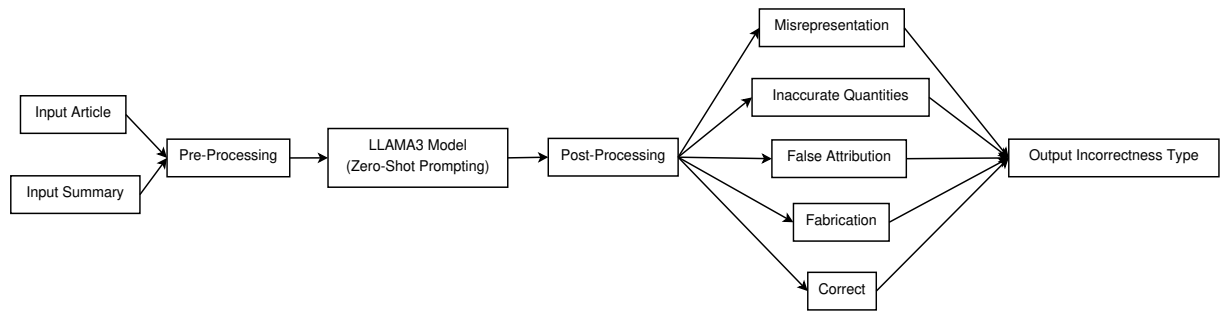 Input Article
Input Summary
Pre-Processing
LLAMA3 Model
(Zero-Shot Prompting)
Post-Processing
Misrepresentation
Inaccurate Quantities
False Attribution
Fabrication
Correct
Output Incorrectness Type